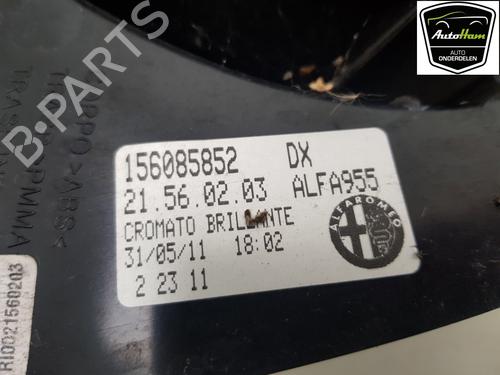 156085852 DX
21.56.02.03 ALFA955
CROMATO BRILLANTE
31/05/11 18:02
2 23 11
ALFA ROMEO
AutoHam
AUTO
ONDERDELEN
RI0021560203